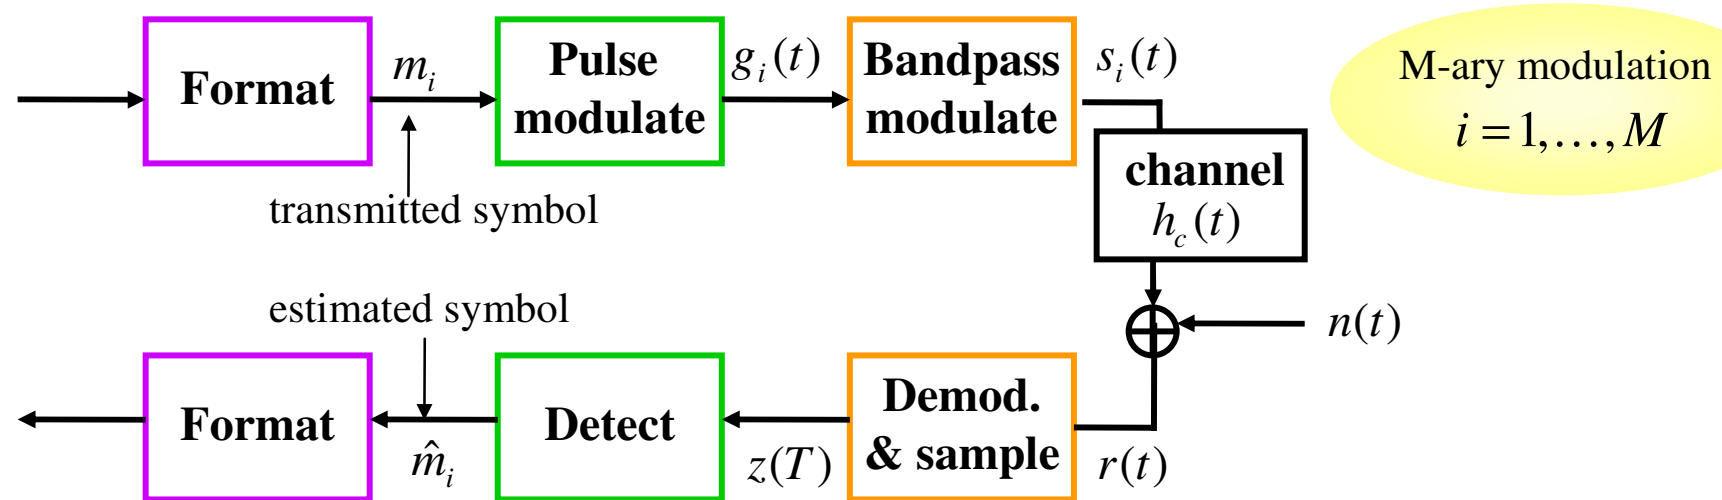 Format
m_i
Pulse
modulate
g_i(t)
Bandpass
modulate
s_i(t)
M-ary modulation
i = 1,…, M
transmitted symbol
channel
h_c(t)
estimated symbol
n(t)
Format
m̂_i
Detect
z(T)
Demod.
& sample
r(t)